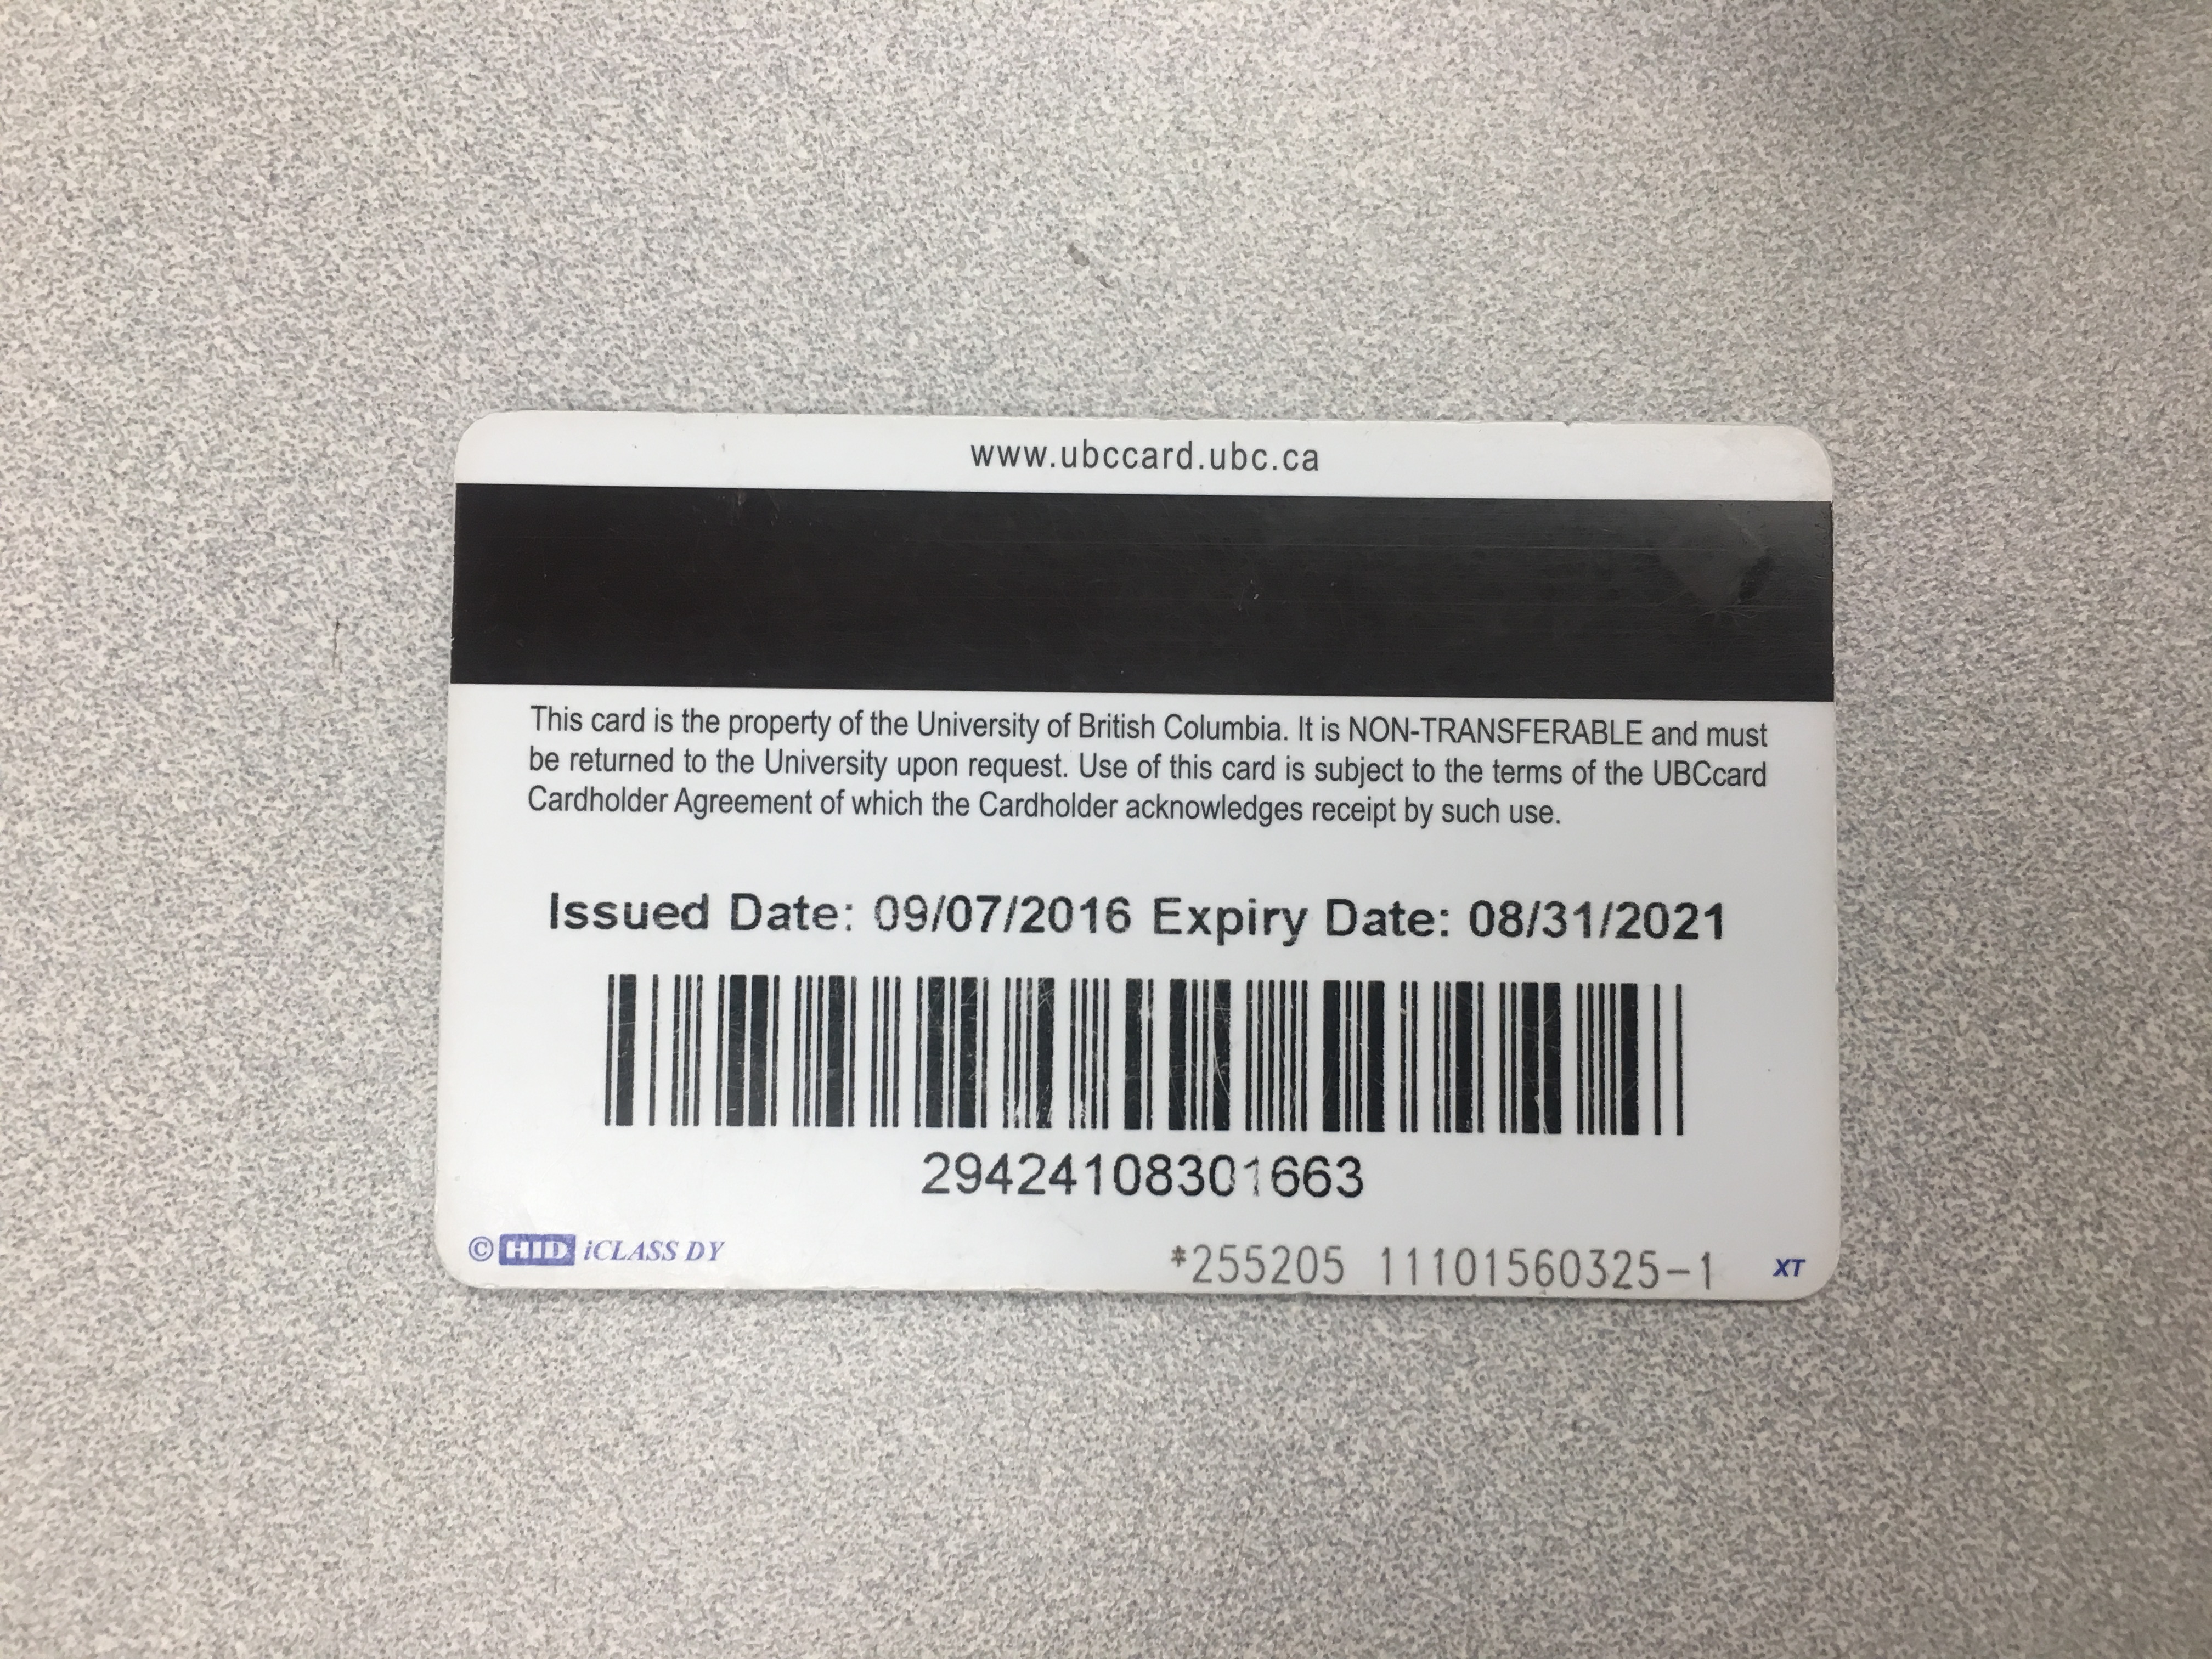 www.ubccard.ubc.ca
This card is the property of the University of British Columbia. It is NON-TRANSFERABLE and must
be returned to the University upon request. Use of this card is subject to the terms of the UBCcard
Cardholder Agreement of which the Cardholder acknowledges receipt by such use.
Issued Date: 09/07/2016 Expiry Date: 08/31/2021
29424108301663
© HID iCLASS DY *255205 1110156O325-1 XT